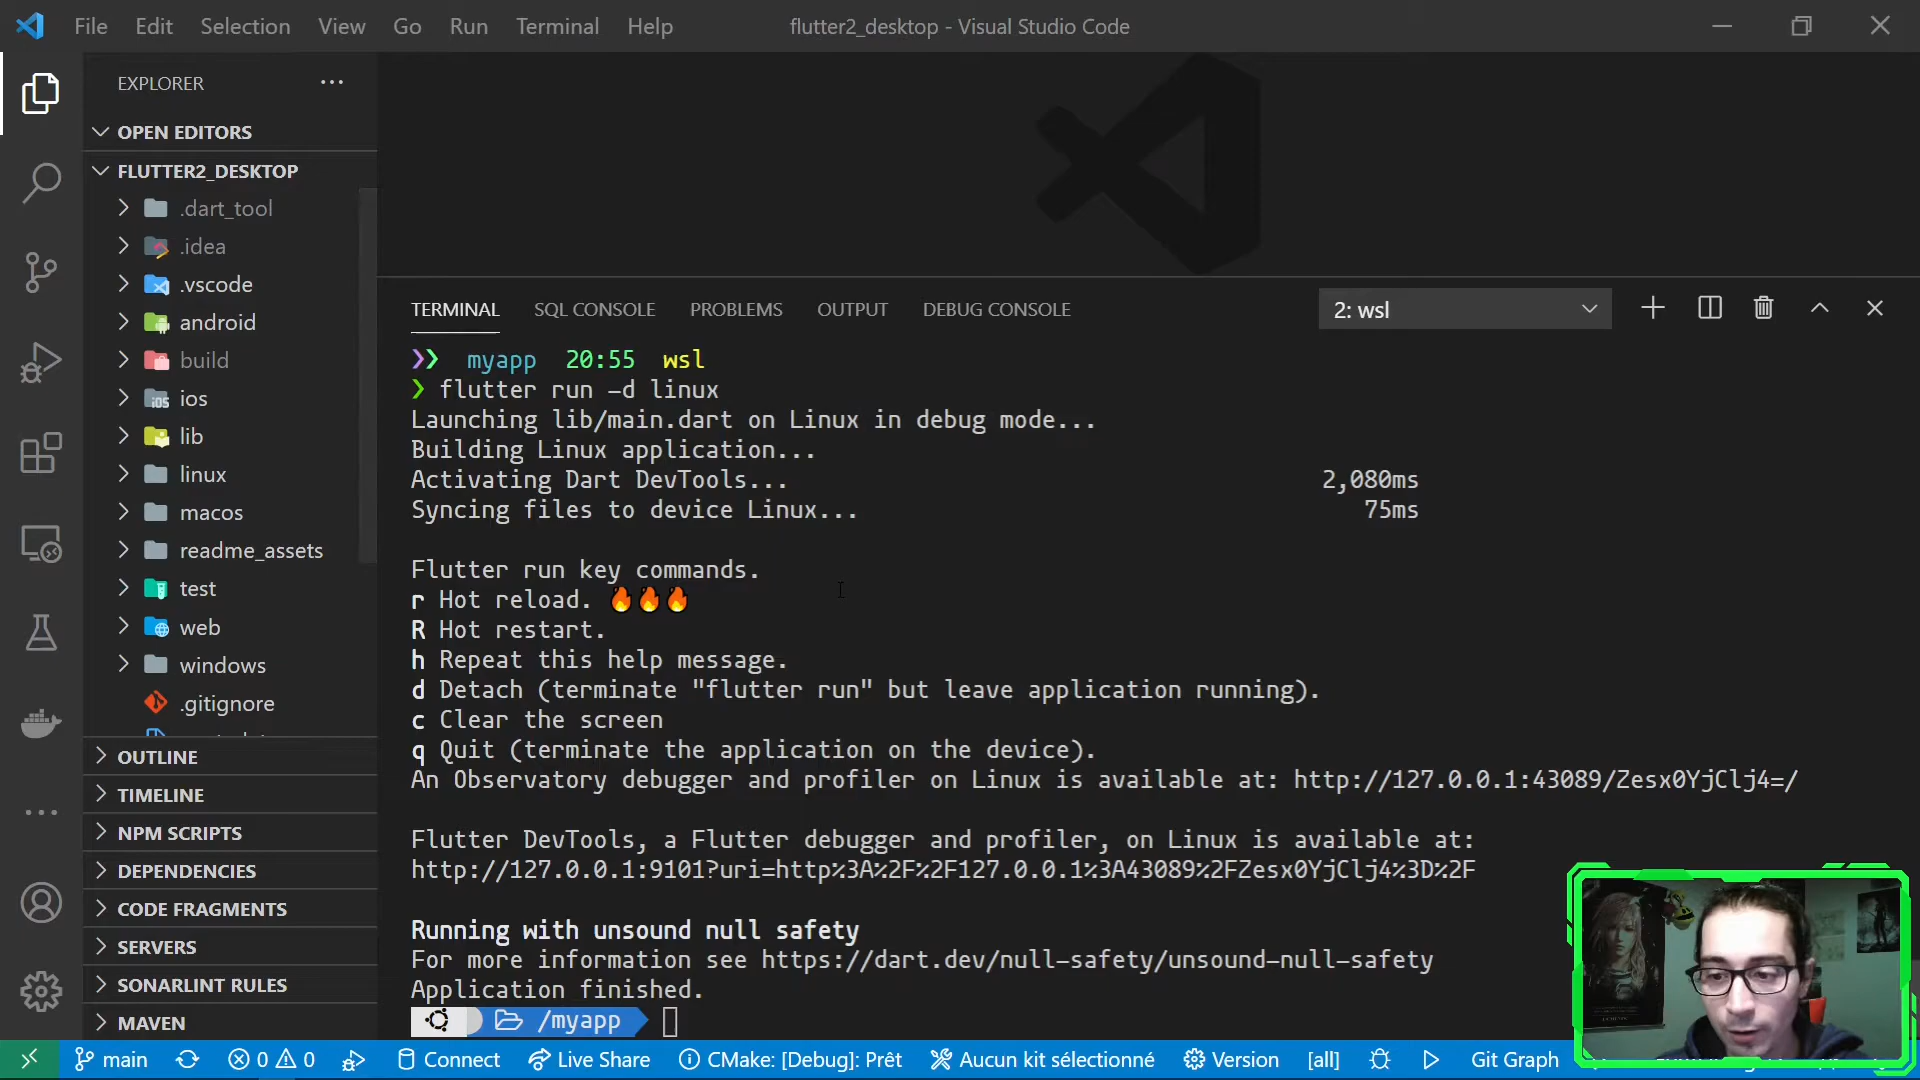 File Edit Selection View Go Run Terminal Help
flutter2_desktop - Visual Studio Code
EXPLORER
OPEN EDITORS
FLUTTER2_DESKTOP
.dart_tool
.idea
.vscode
android
build
ios
lib
linux
macos
readme_assets
test
web
windows
.gitignore
OUTLINE
TIMELINE
NPM SCRIPTS
DEPENDENCIES
CODE FRAGMENTS
SERVERS
SONARLINT RULES
MAVEN
TERMINAL SQL CONSOLE PROBLEMS OUTPUT DEBUG CONSOLE
2: wsl
❯❯ myapp 20:55 wsl
❯ flutter run -d linux
Launching lib/main.dart on Linux in debug mode...
Building Linux application...
Activating Dart DevTools... 2,080ms
Syncing files to device Linux... 75ms
Flutter run key commands.
r Hot reload. 🔥🔥🔥
R Hot restart.
h Repeat this help message.
d Detach (terminate "flutter run" but leave application running).
c Clear the screen
q Quit (terminate the application on the device).
An Observatory debugger and profiler on Linux is available at: http://127.0.0.1:43089/Zesx0YjClj4=/
Flutter DevTools, a Flutter debugger and profiler, on Linux is available at:
http://127.0.0.1:9101?uri=http%3A%2F%2F127.0.0.1%3A43089%2FZesx0YjClj4%3D%2F
Running with unsound null safety
For more information see https://dart.dev/null-safety/unsound-null-safety
Application finished.
/myapp
main 0 0 Connect Live Share CMake: [Debug]: Prêt Aucun kit sélectionné Version [all] Git Graph